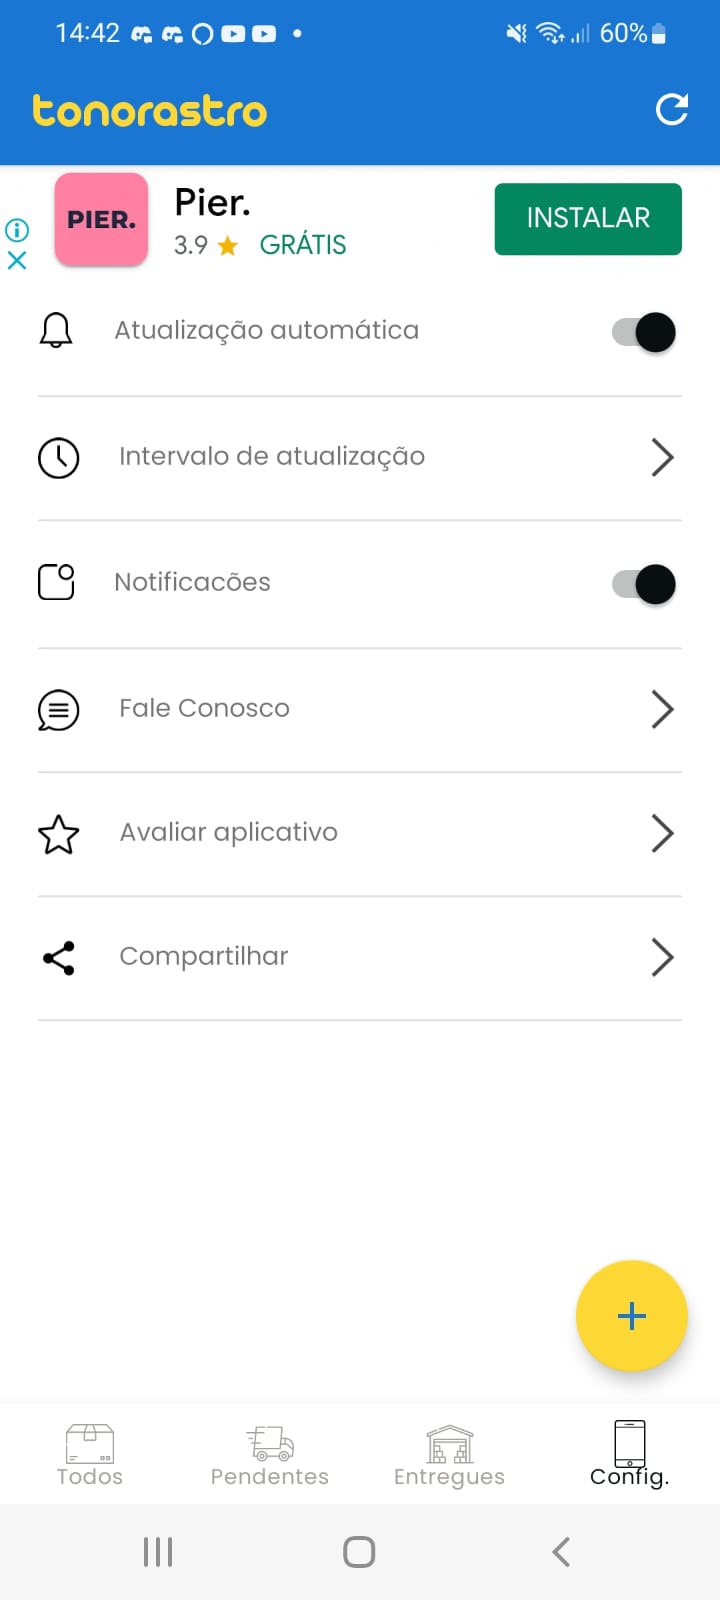 14:42
60%
tonorastro
PIER.
Pier.
3.9 ★ GRÁTIS
INSTALAR
Atualização automática
Intervalo de atualização
Notificacões
Fale Conosco
Avaliar aplicativo
Compartilhar
+
Todos
Pendentes
Entregues
Config.